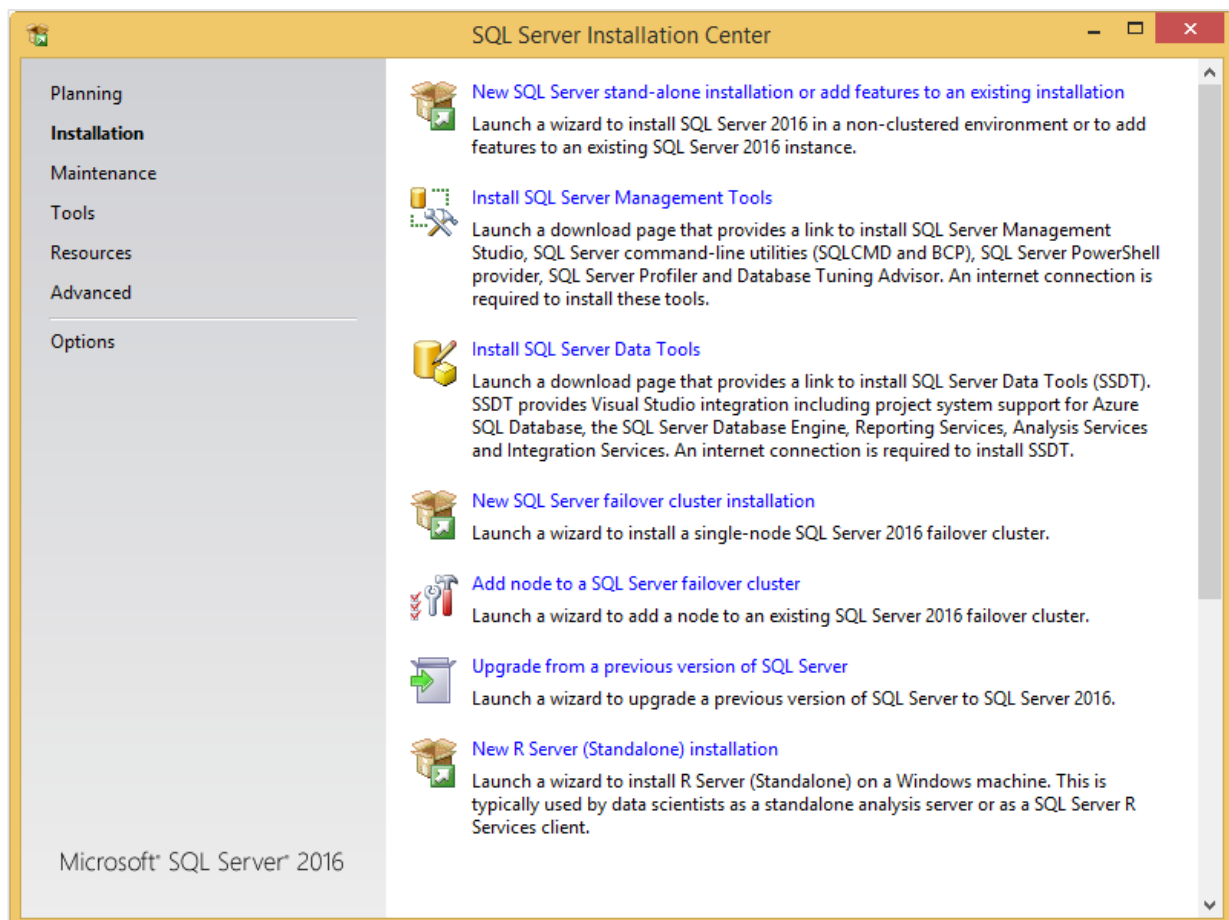 SQL Server Installation Center
Planning
Installation
Maintenance
Tools
Resources
Advanced
Options
Microsoft® SQL Server® 2016
New SQL Server stand-alone installation or add features to an existing installation
Launch a wizard to install SQL Server 2016 in a non-clustered environment or to add
features to an existing SQL Server 2016 instance.
Install SQL Server Management Tools
Launch a download page that provides a link to install SQL Server Management
Studio, SQL Server command-line utilities (SQLCMD and BCP), SQL Server PowerShell
provider, SQL Server Profiler and Database Tuning Advisor. An internet connection is
required to install these tools.
Install SQL Server Data Tools
Launch a download page that provides a link to install SQL Server Data Tools (SSDT).
SSDT provides Visual Studio integration including project system support for Azure
SQL Database, the SQL Server Database Engine, Reporting Services, Analysis Services
and Integration Services. An internet connection is required to install SSDT.
New SQL Server failover cluster installation
Launch a wizard to install a single-node SQL Server 2016 failover cluster.
Add node to a SQL Server failover cluster
Launch a wizard to add a node to an existing SQL Server 2016 failover cluster.
Upgrade from a previous version of SQL Server
Launch a wizard to upgrade a previous version of SQL Server to SQL Server 2016.
New R Server (Standalone) installation
Launch a wizard to install R Server (Standalone) on a Windows machine. This is
typically used by data scientists as a standalone analysis server or as a SQL Server R
Services client.